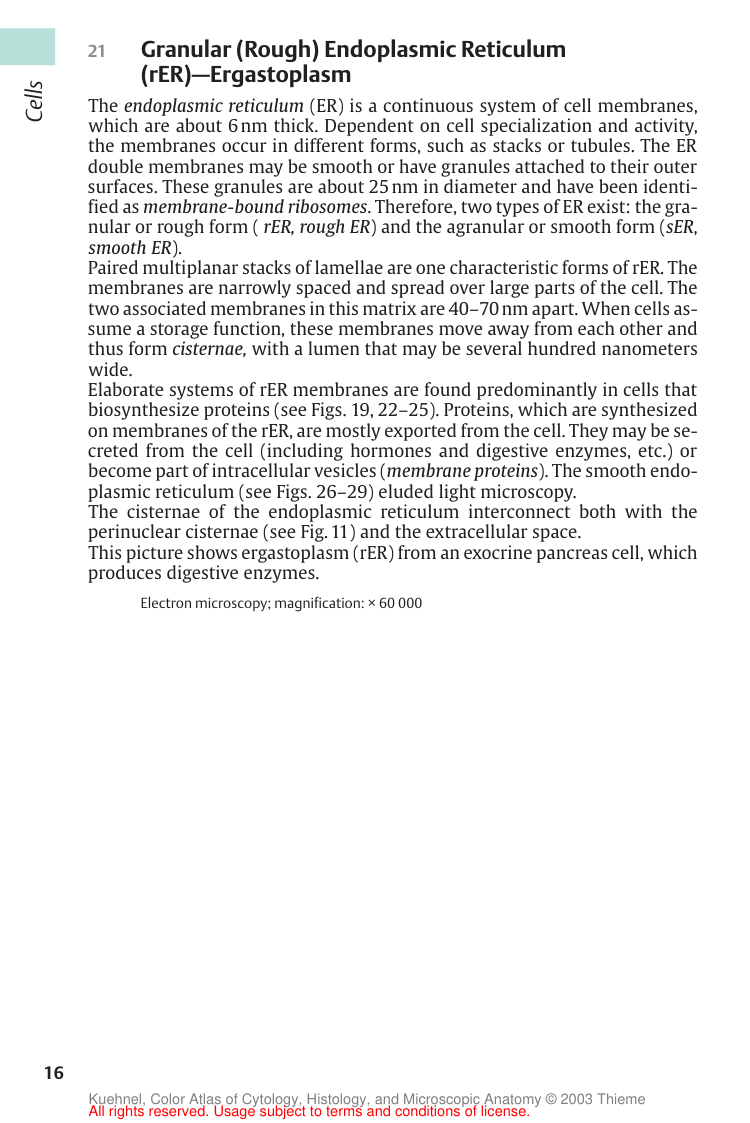 21 Granular (Rough) Endoplasmic Reticulum
(rER)—Ergastoplasm
Cells
The endoplasmic reticulum (ER) is a continuous system of cell membranes,
which are about 6 nm thick. Dependent on cell specialization and activity,
the membranes occur in different forms, such as stacks or tubules. The ER
double membranes may be smooth or have granules attached to their outer
surfaces. These granules are about 25 nm in diameter and have been identi-
fied as membrane-bound ribosomes. Therefore, two types of ER exist: the gra-
nular or rough form ( rER, rough ER) and the agranular or smooth form (sER,
smooth ER).
Paired multiplanar stacks of lamellae are one characteristic forms of rER. The
membranes are narrowly spaced and spread over large parts of the cell. The
two associated membranes in this matrix are 40–70 nm apart. When cells as-
sume a storage function, these membranes move away from each other and
thus form cisternae, with a lumen that may be several hundred nanometers
wide.
Elaborate systems of rER membranes are found predominantly in cells that
biosynthesize proteins (see Figs. 19, 22–25). Proteins, which are synthesized
on membranes of the rER, are mostly exported from the cell. They may be se-
creted from the cell (including hormones and digestive enzymes, etc.) or
become part of intracellular vesicles (membrane proteins). The smooth endo-
plasmic reticulum (see Figs. 26–29) eluded light microscopy.
The cisternae of the endoplasmic reticulum interconnect both with the
perinuclear cisternae (see Fig. 11) and the extracellular space.
This picture shows ergastoplasm (rER) from an exocrine pancreas cell, which
produces digestive enzymes.
Electron microscopy; magnification: × 60 000
16
Kuehnel, Color Atlas of Cytology, Histology, and Microscopic Anatomy © 2003 Thieme
All rights reserved. Usage subject to terms and conditions of license.